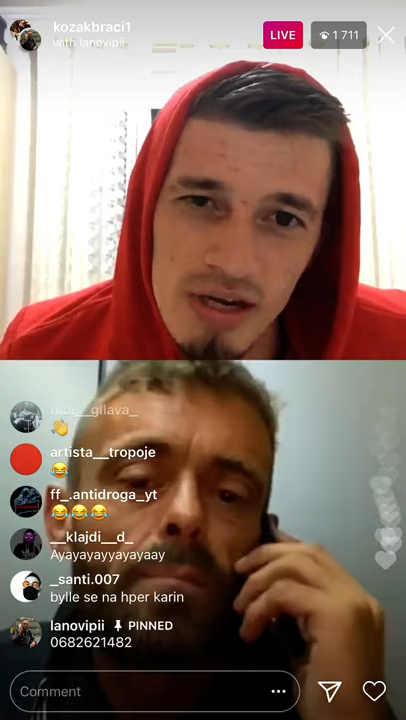 kozakbraci1
with lanovipii
LIVE
1 711
artista__tropoje
😂
ff_.antidroga_yt
😂😂😂
__klajdi__d_
Ayayayayyayayaay
_santi.007
bylle se na hper karin
lanovipii PINNED
0682621482
Comment